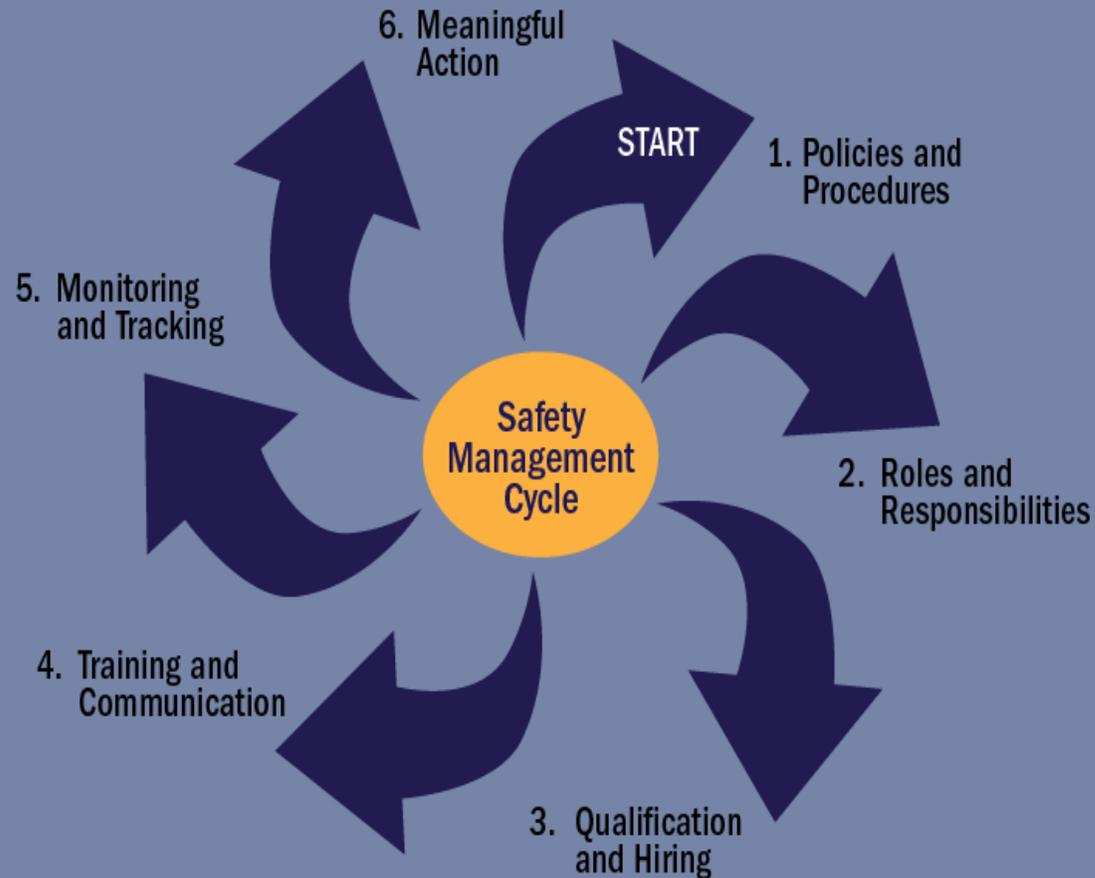 START
1. Policies and
Procedures
2. Roles and
Responsibilities
3. Qualification
and Hiring
4. Training and
Communication
5. Monitoring
and Tracking
6. Meaningful
Action
Safety
Management
Cycle